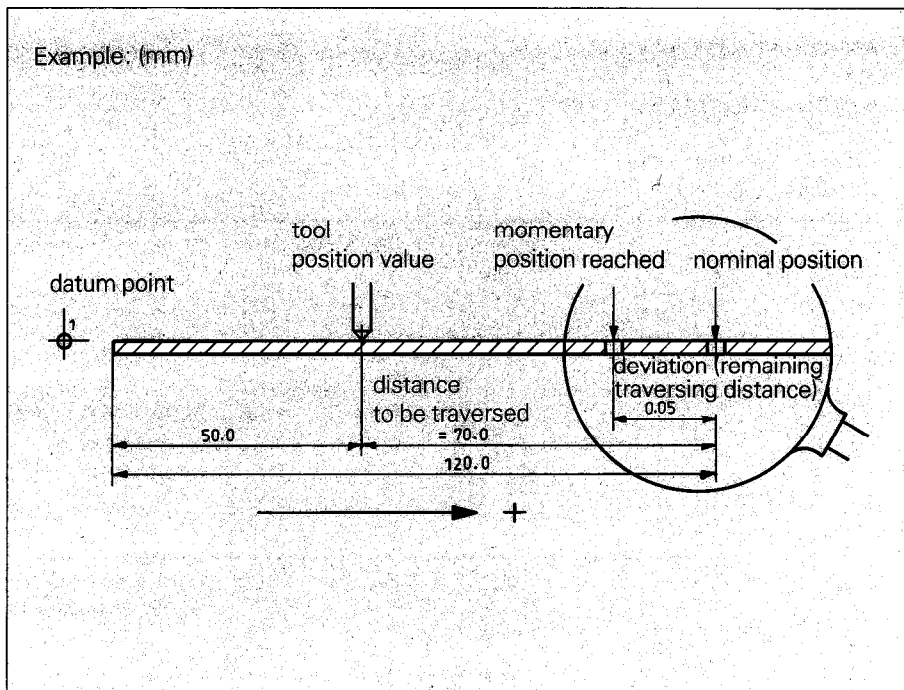 Example: (mm)
tool
position value
momentary
position reached
nominal position
datum point
1
deviation (remaining
traversing distance)
distance
to be traversed
0.05
50.0
= 70.0
120.0
+